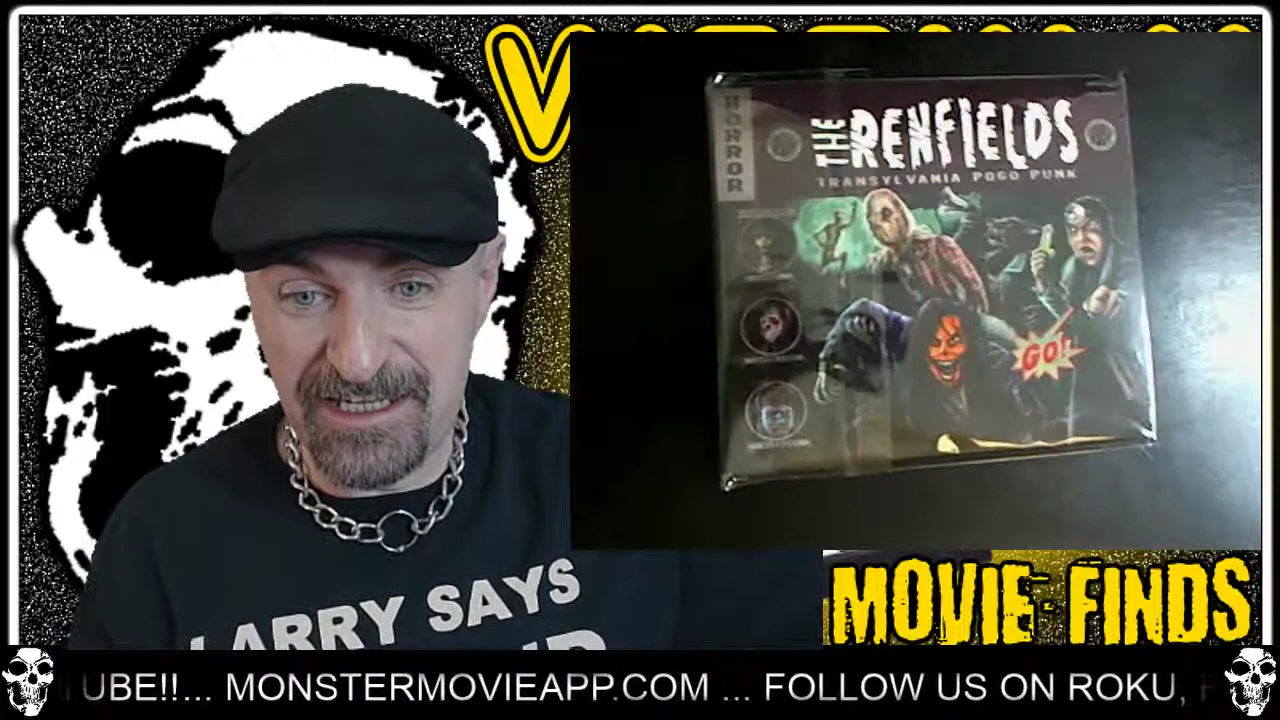 HORROR
THE RENFIELDS
TRANSYLVANIA POGO PUNK
GO!
LARRY SAYS
MOVIE FINDS
UBE!!... MONSTERMOVIEAPP.COM ... FOLLOW US ON ROKU,